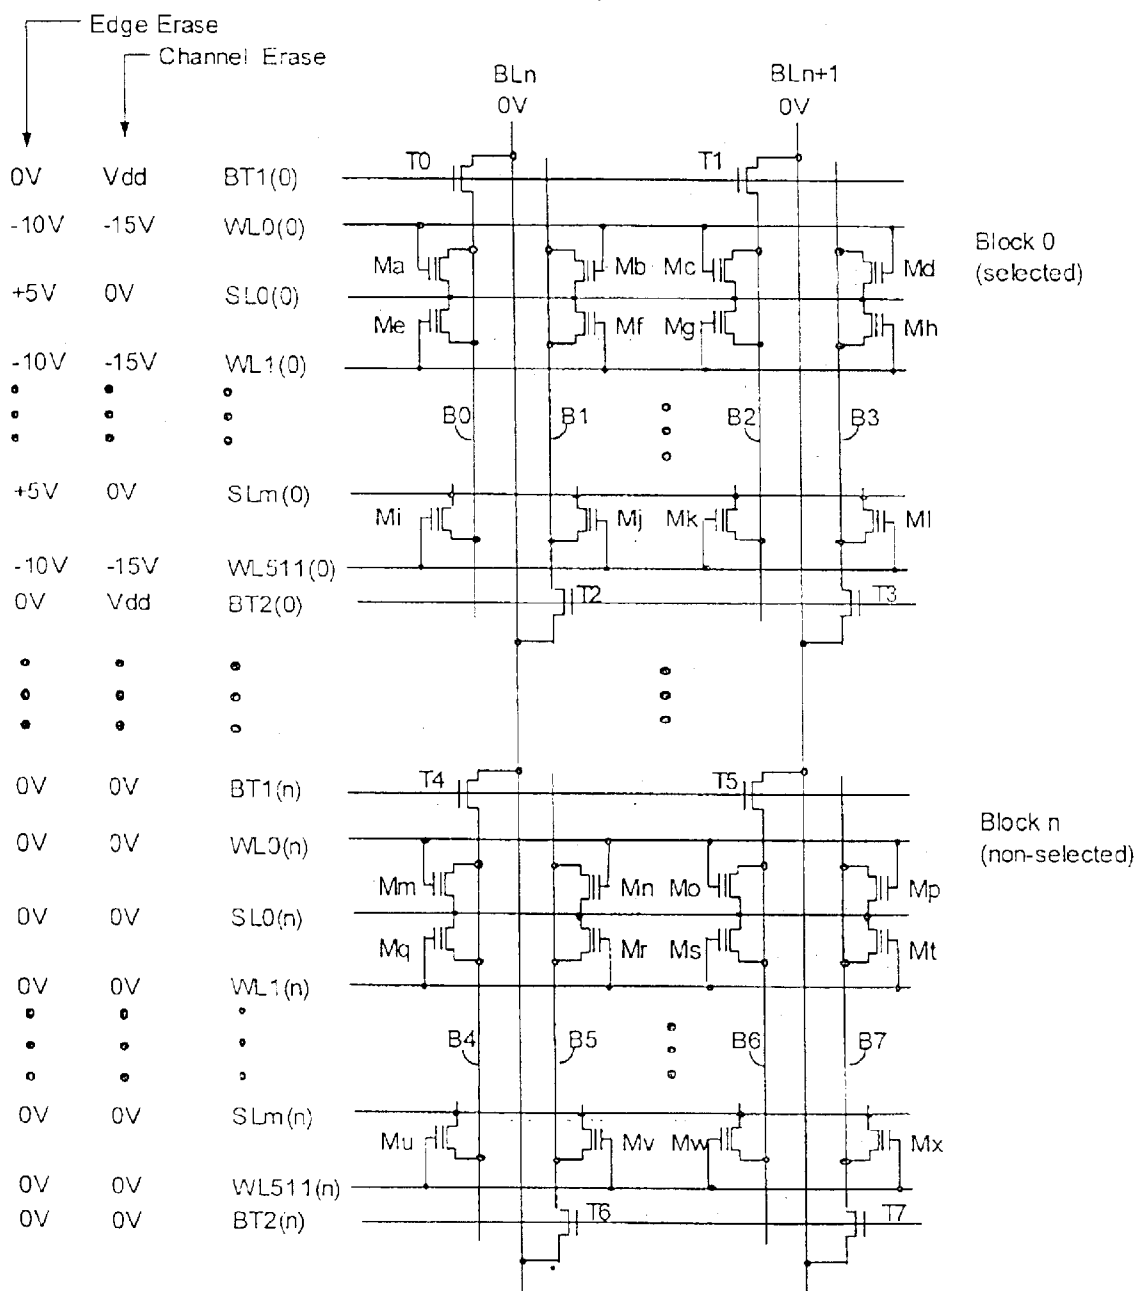 Edge Erase
Channel Erase
BLn BLn+1
0V 0V
T0 T1
0V Vdd BT1(0)
-10V -15V WL0(0)
Block 0
(selected)
Ma Mb Mc Md
+5V 0V SL0(0)
Me Mf Mg Mh
-10V -15V WL1(0)
B0 B1 B2 B3
+5V 0V SLm(0)
Mi Mj Mk Ml
-10V -15V WL511(0)
0V Vdd BT2(0) T2 T3
T4 T5
0V 0V BT1(n)
Block n
(non-selected)
0V 0V WL0(n)
Mm Mn Mo Mp
0V 0V SL0(n)
Mq Mr Ms Mt
0V 0V WL1(n)
B4 B5 B6 B7
0V 0V SLm(n)
Mu Mv Mw Mx
0V 0V WL511(n)
0V 0V BT2(n) T6 T7